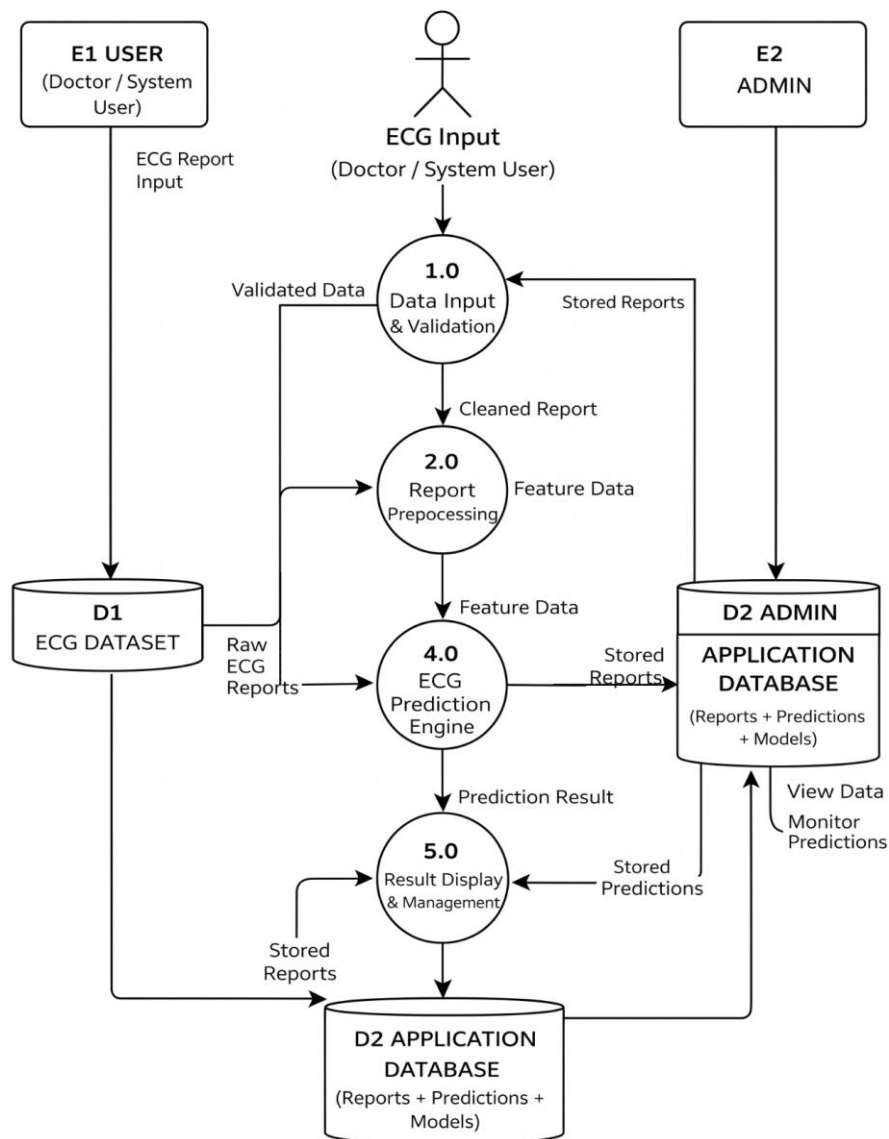 E1 USER
(Doctor / System
User)
E2
ADMIN
ECG Input
(Doctor / System User)
ECG Report
Input
1.0
Data Input
& Validation
Validated Data
Stored Reports
Cleaned Report
2.0
Report
Prepocessing
Feature Data
Feature Data
D1
ECG DATASET
Raw
ECG
Reports
4.0
ECG
Prediction
Engine
Stored
Reports
D2 ADMIN
APPLICATION
DATABASE
(Reports + Predictions
+ Models)
View Data
Monitor
Predictions
Prediction Result
5.0
Result Display
& Management
Stored
Predictions
Stored
Reports
D2 APPLICATION
DATABASE
(Reports + Predictions +
Models)